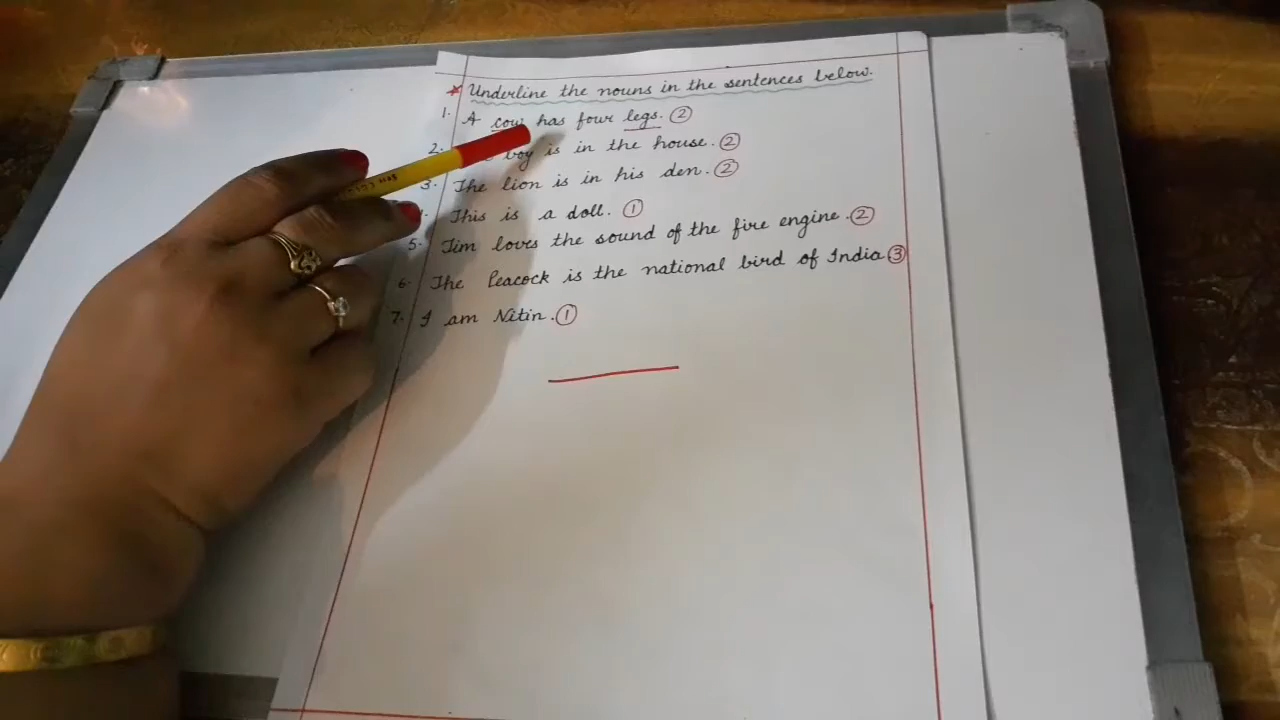 * Underline the nouns in the sentences below.
1. A cow has four legs. ②
2. boy is in the house. ②
3. The lion is in his den. ②
This is a doll. ①
5. Tim loves the sound of the fire engine. ②
6. The Peacock is the national bird of India ③
7. I am Nitin. ①